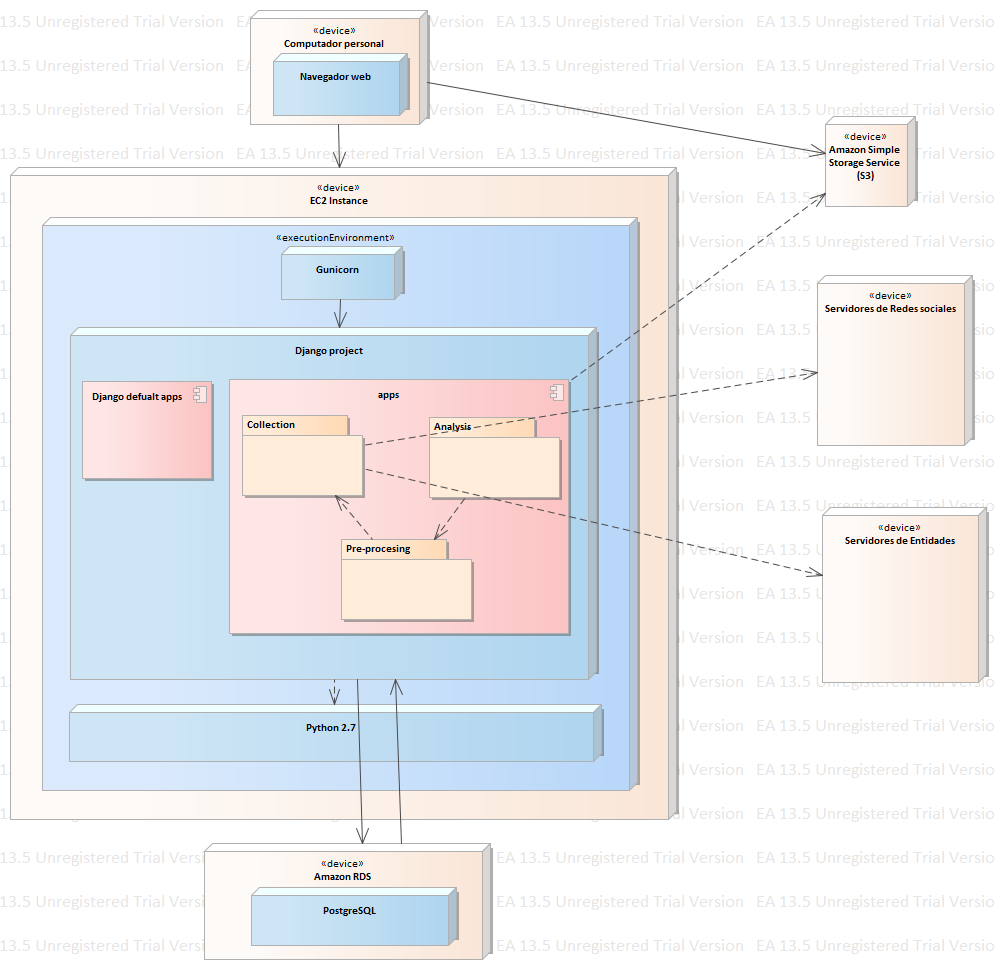 «device»
Computador personal
Navegador web
«device»
Amazon Simple
Storage Service
(S3)
«device»
EC2 Instance
«executionEnvironment»
Gunicorn
«device»
Servidores de Redes sociales
Django project
Django defualt apps
apps
Collection
Analysis
«device»
Servidores de Entidades
Pre-procesing
Python 2.7
«device»
Amazon RDS
PostgreSQL
EA 13.5 Unregistered Trial Version